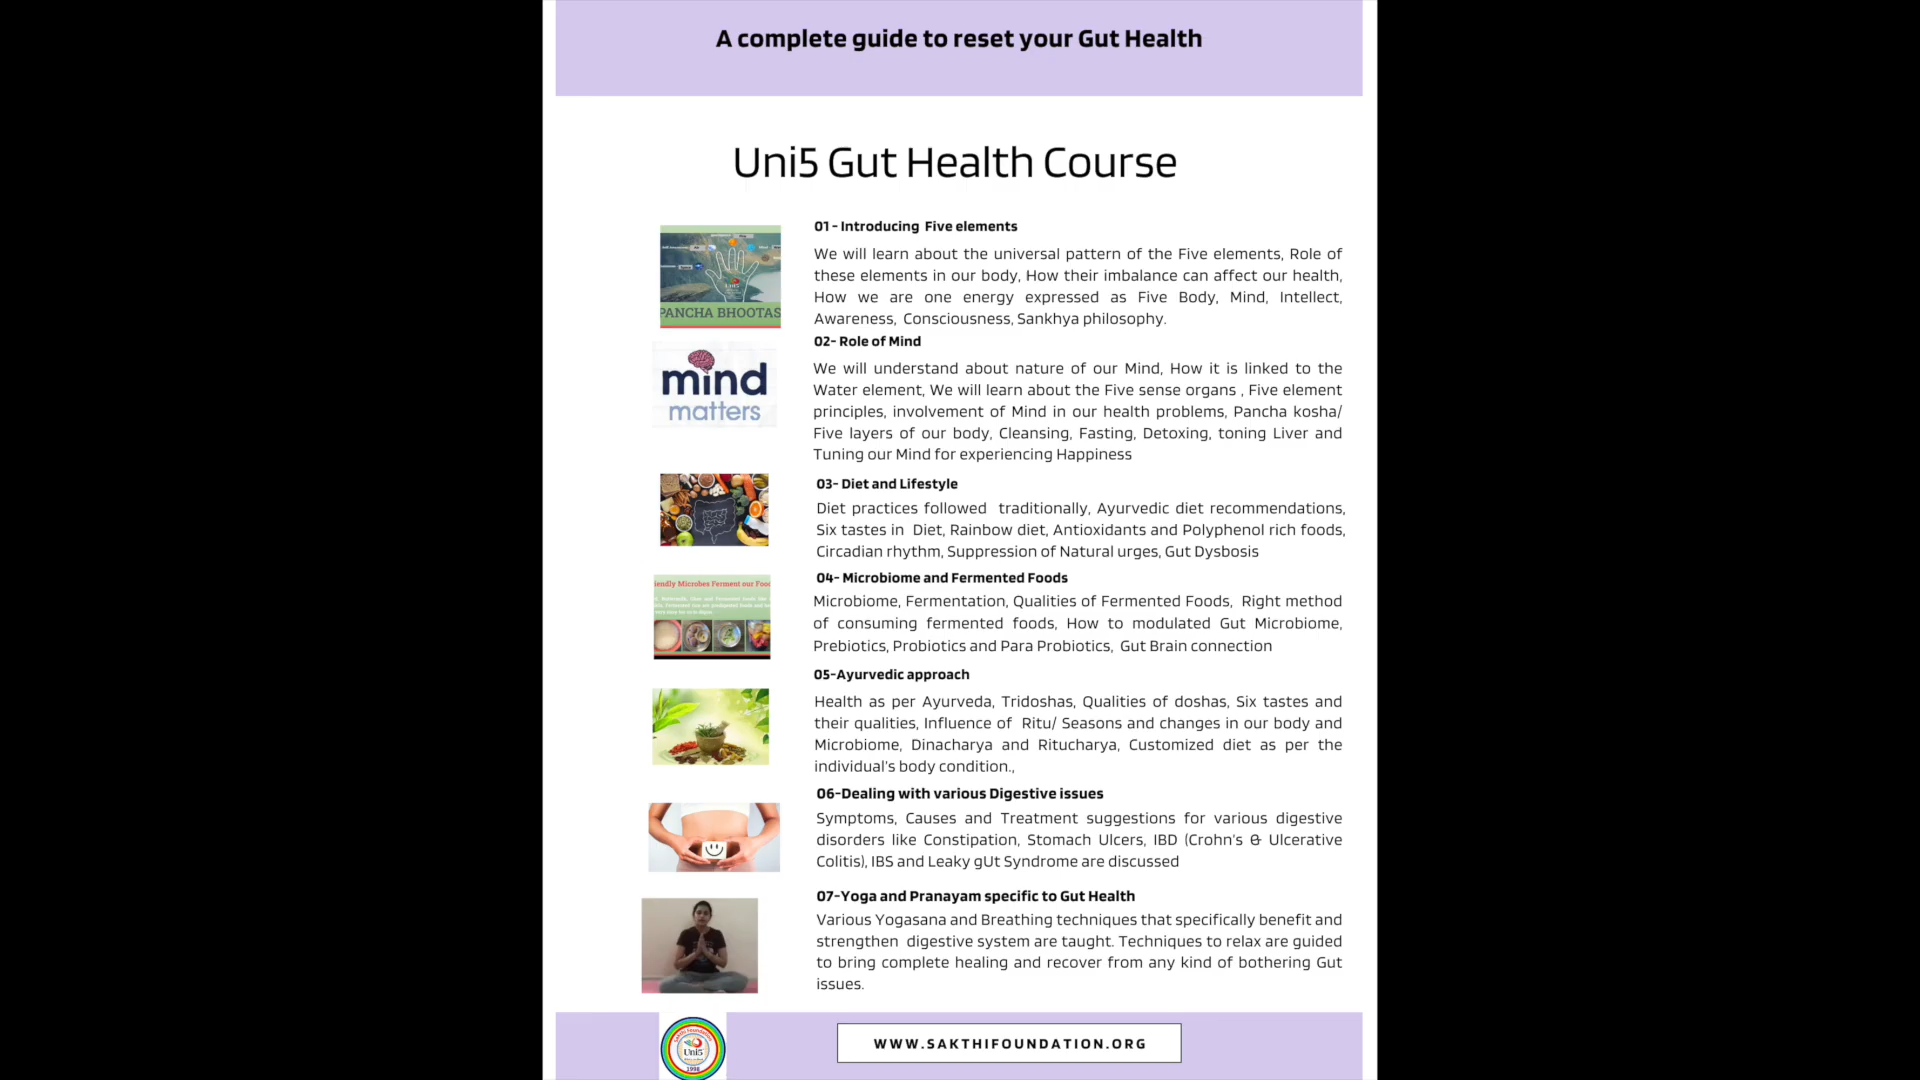 A complete guide to reset your Gut Health
Uni5 Gut Health Course
PANCHA BHOOTAS
01 - Introducing Five elements
We will learn about the universal pattern of the Five elements, Role of
these elements in our body, How their imbalance can affect our health,
How we are one energy expressed as Five Body, Mind, Intellect,
Awareness, Consciousness, Sankhya philosophy.
mind
matters
02- Role of Mind
We will understand about nature of our Mind, How it is linked to the
Water element, We will learn about the Five sense organs , Five element
principles, involvement of Mind in our health problems, Pancha kosha/
Five layers of our body, Cleansing, Fasting, Detoxing, toning Liver and
Tuning our Mind for experiencing Happiness
03- Diet and Lifestyle
Diet practices followed traditionally, Ayurvedic diet recommendations,
Six tastes in Diet, Rainbow diet, Antioxidants and Polyphenol rich foods,
Circadian rhythm, Suppression of Natural urges, Gut Dysbosis
iendly Microbes Ferment our Foo
04- Microbiome and Fermented Foods
Microbiome, Fermentation, Qualities of Fermented Foods, Right method
of consuming fermented foods, How to modulated Gut Microbiome,
Prebiotics, Probiotics and Para Probiotics, Gut Brain connection
05-Ayurvedic approach
Health as per Ayurveda, Tridoshas, Qualities of doshas, Six tastes and
their qualities, Influence of Ritu/ Seasons and changes in our body and
Microbiome, Dinacharya and Ritucharya, Customized diet as per the
individual's body condition.,
06-Dealing with various Digestive issues
Symptoms, Causes and Treatment suggestions for various digestive
disorders like Constipation, Stomach Ulcers, IBD (Crohn's & Ulcerative
Colitis), IBS and Leaky gUt Syndrome are discussed
07-Yoga and Pranayam specific to Gut Health
Various Yogasana and Breathing techniques that specifically benefit and
strengthen digestive system are taught. Techniques to relax are guided
to bring complete healing and recover from any kind of bothering Gut
issues.
Sakthi Foundation
Uni5
1998
WWW.SAKTHIFOUNDATION.ORG